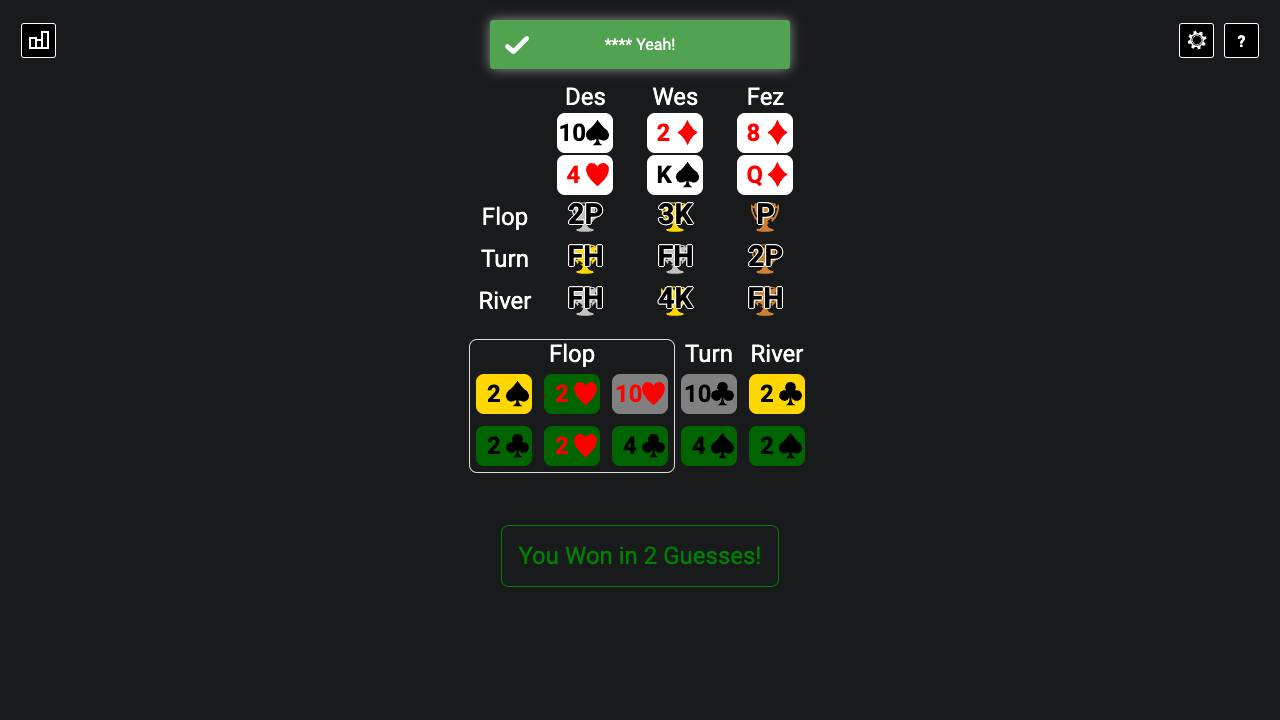 **** Yeah!
?
Des Wes Fez
10 2 8
4 K Q
Flop 2P 3K P
Turn FH FH 2P
River FH 4K FH
Flop Turn River
2 2 10 10 2
2 2 4 4 2
You Won in 2 Guesses!